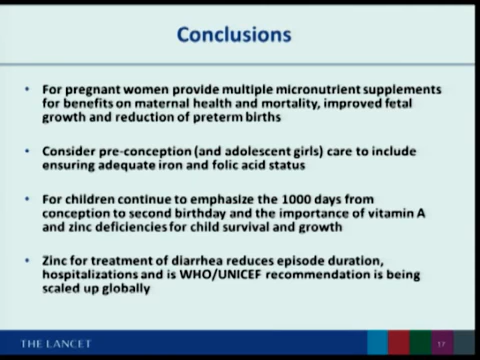 Conclusions
• For pregnant women provide multiple micronutrient supplements
for benefits on maternal health and mortality, improved fetal
growth and reduction of preterm births
• Consider pre-conception (and adolescent girls) care to include
ensuring adequate iron and folic acid status
• For children continue to emphasize the 1000 days from
conception to second birthday and the importance of vitamin A
and zinc deficiencies for child survival and growth
• Zinc for treatment of diarrhea reduces episode duration,
hospitalizations and is WHO/UNICEF recommendation is being
scaled up globally
THE LANCET
17